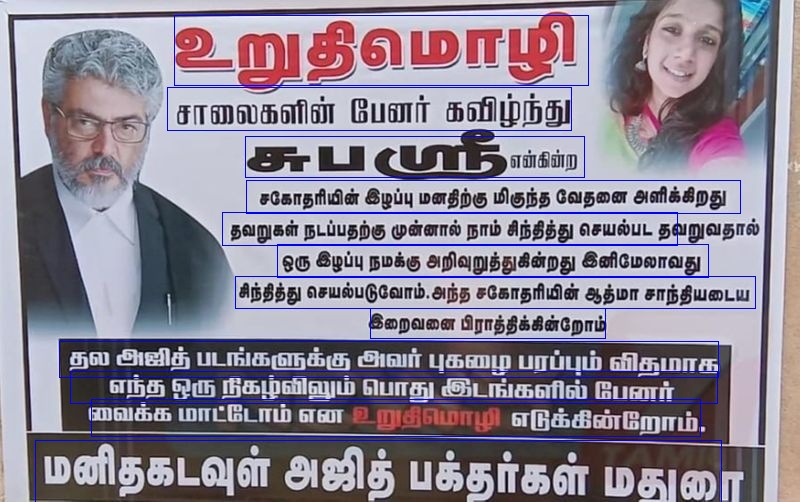 உறுதிமொழி
சாலைகளின் பேனர் கவிழ்ந்து
சுபஸ்ரீ என்கின்ற
சகோதரியின் இழப்பு மனதிற்கு மிகுந்த வேதனை அளிக்கிறது
தவறுகள் நடப்பதற்கு முன்னால் நாம் சிந்தித்து செயல்பட தவறுவதால்
ஒரு இழப்பு நமக்கு அறிவுறுத்துகின்றது இனிமேலாவது
சிந்தித்து செயல்படுவோம்.அந்த சகோதரியின் ஆத்மா சாந்தியடைய
இறைவனை பிராத்திக்கின்றோம்
தல அஜித் படங்களுக்கு அவர் புகழை பரப்பும் விதமாக
எந்த ஒரு நிகழ்விலும் பொது இடங்களில் பேனர்
வைக்க மாட்டோம் என உறுதிமொழி எடுக்கின்றோம்.
மனிதகடவுள் அஜித் பக்தர்கள் மதுரை